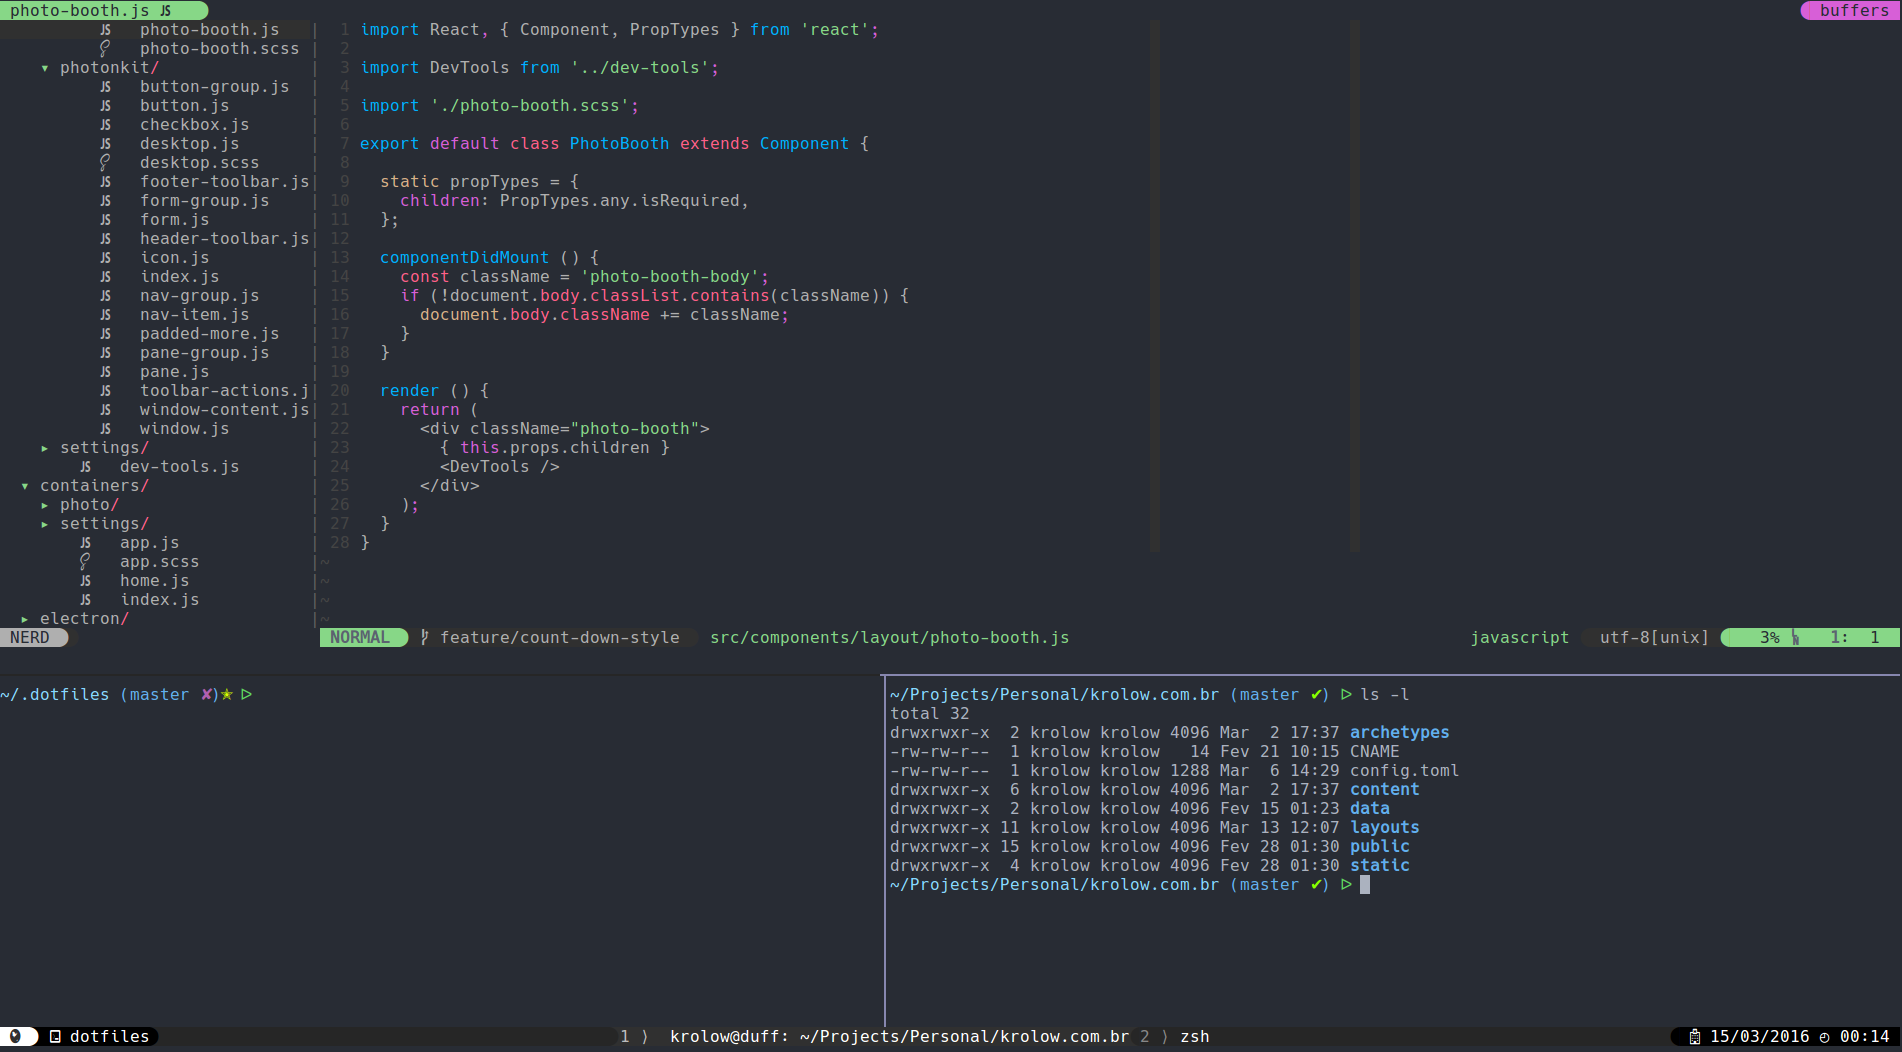 photo-booth.js JS
buffers
JS photo-booth.js
photo-booth.scss
▾ photonkit/
JS button-group.js
JS button.js
JS checkbox.js
JS desktop.js
desktop.scss
JS footer-toolbar.js
JS form-group.js
JS form.js
JS header-toolbar.js
JS icon.js
JS index.js
JS nav-group.js
JS nav-item.js
JS padded-more.js
JS pane-group.js
JS pane.js
JS toolbar-actions.j
JS window-content.js
JS window.js
▸ settings/
JS dev-tools.js
▾ containers/
▸ photo/
▸ settings/
JS app.js
app.scss
JS home.js
JS index.js
▸ electron/
NERD
1 import React, { Component, PropTypes } from 'react';
2
3 import DevTools from '../dev-tools';
4
5 import './photo-booth.scss';
6
7 export default class PhotoBooth extends Component {
8
9   static propTypes = {
10     children: PropTypes.any.isRequired,
11   };
12
13   componentDidMount () {
14     const className = 'photo-booth-body';
15     if (!document.body.classList.contains(className)) {
16       document.body.className += className;
17     }
18   }
19
20   render () {
21     return (
22       <div className="photo-booth">
23         { this.props.children }
24         <DevTools />
25       </div>
26     );
27   }
28 }
~
~
~
~
NORMAL feature/count-down-style src/components/layout/photo-booth.js javascript utf-8[unix] 3% 1: 1
~/.dotfiles (master ✘)✭ ▷
~/Projects/Personal/krolow.com.br (master ✔) ▷ ls -l
total 32
drwxrwxr-x  2 krolow krolow 4096 Mar  2 17:37 archetypes
-rw-rw-r--  1 krolow krolow   14 Fev 21 10:15 CNAME
-rw-rw-r--  1 krolow krolow 1288 Mar  6 14:29 config.toml
drwxrwxr-x  6 krolow krolow 4096 Mar  2 17:37 content
drwxrwxr-x  2 krolow krolow 4096 Fev 15 01:23 data
drwxrwxr-x 11 krolow krolow 4096 Mar 13 12:07 layouts
drwxrwxr-x 15 krolow krolow 4096 Fev 28 01:30 public
drwxrwxr-x  4 krolow krolow 4096 Fev 28 01:30 static
~/Projects/Personal/krolow.com.br (master ✔) ▷
dotfiles
1 ⟩ krolow@duff: ~/Projects/Personal/krolow.com.br 2 ⟩ zsh
15/03/2016 ◴ 00:14